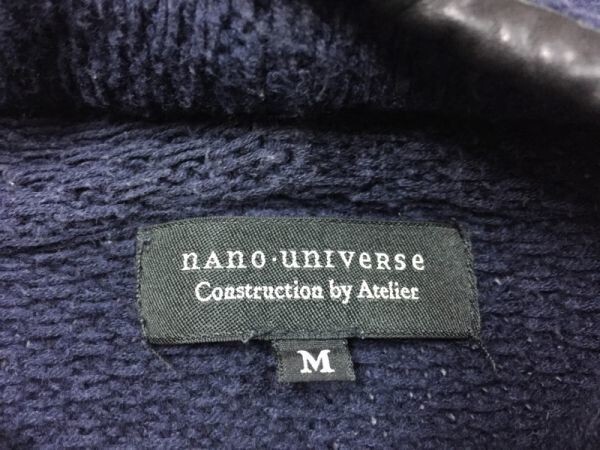 nano·universe
Construction by Atelier
M